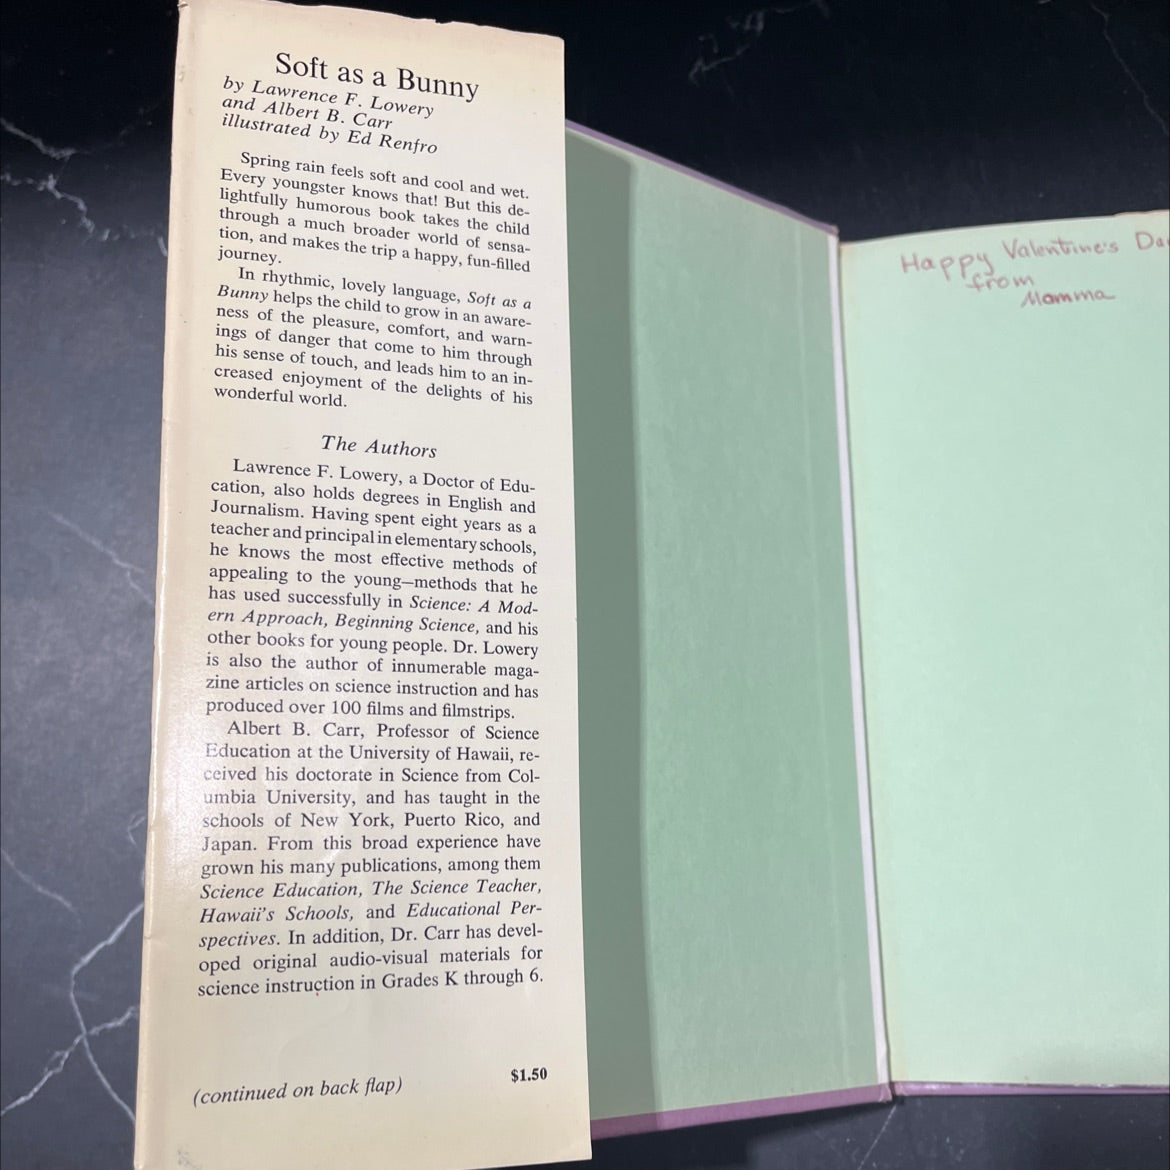 Soft as a Bunny
by Lawrence F. Lowery
and Albert B. Carr
illustrated by Ed Renfro
Spring rain feels soft and cool and wet.
Every youngster knows that! But this de-
lightfully humorous book takes the child
through a much broader world of sensa-
tion, and makes the trip a happy, fun-filled
journey.
In rhythmic, lovely language, Soft as a
Bunny helps the child to grow in an aware-
ness of the pleasure, comfort, and warn-
ings of danger that come to him through
his sense of touch, and leads him to an in-
creased enjoyment of the delights of his
wonderful world.
The Authors
Lawrence F. Lowery, a Doctor of Edu-
cation, also holds degrees in English and
Journalism. Having spent eight years as a
teacher and principal in elementary schools,
he knows the most effective methods of
appealing to the young—methods that he
has used successfully in Science: A Mod-
ern Approach, Beginning Science, and his
other books for young people. Dr. Lowery
is also the author of innumerable maga-
zine articles on science instruction and has
produced over 100 films and filmstrips.
Albert B. Carr, Professor of Science
Education at the University of Hawaii, re-
ceived his doctorate in Science from Col-
umbia University, and has taught in the
schools of New York, Puerto Rico, and
Japan. From this broad experience have
grown his many publications, among them
Science Education, The Science Teacher,
Hawaii's Schools, and Educational Per-
spectives. In addition, Dr. Carr has devel-
oped original audio-visual materials for
science instruction in Grades K through 6.
$1.50
(continued on back flap)
Happy Valentine's Da
from
Mamma